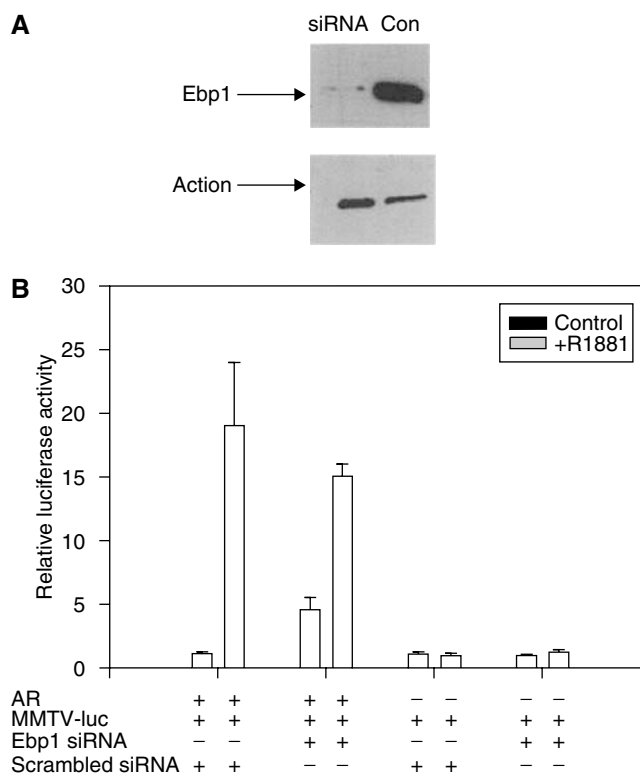 A
siRNA Con
Ebp1
Action
B
30
25
20
15
10
5
0
Relative luciferase activity
Control
+R1881
AR + + + + − − − −
MMTV-luc + + + + + + + +
Ebp1 siRNA − − + + − − + +
Scrambled siRNA + + − − + + − −